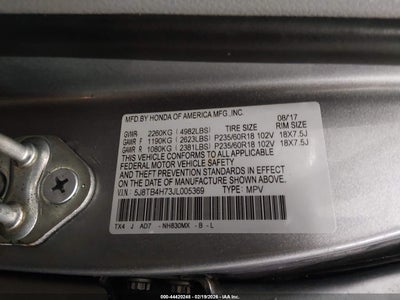 MFD.BY HONDA OF AMERICA MFG.,INC. 08/17
GVWR 2260KG ( 4982LBS) TIRE SIZE RIM SIZE
GAWR F 1190KG ( 2623LBS) P235/60R18 102V 18X7.5J
GAWR R 1080KG ( 2381LBS) P235/60R18 102V 18X7.5J
THIS VEHICLE CONFORMS TO ALL APPLICABLE
FEDERAL MOTOR VEHICLE SAFETY
AND THEFT PREVENTION STANDARDS IN EFFECT
ON THE DATE OF MANUFACTURE SHOWN ABOVE.
V.I.N.: 5J8TB4H73JL005369 TYPE: MPV
TX4 J AD7 - NH830MX - B - L
000-44420248 - (02/19/2026) - IAAI.COM